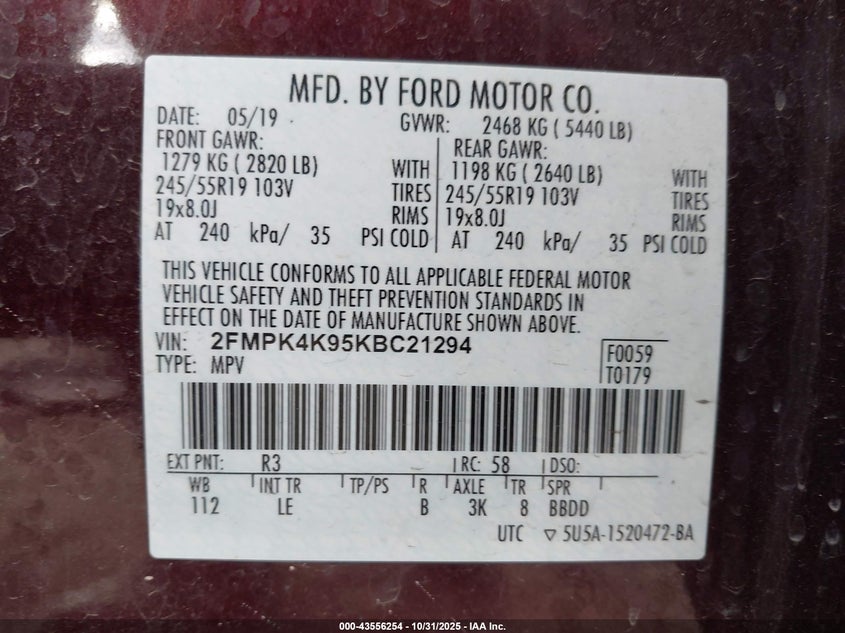 MFD. BY FORD MOTOR CO.
DATE: 05/19 GVWR: 2468 KG ( 5440 LB)
FRONT GAWR: REAR GAWR:
1279 KG ( 2820 LB) WITH 1198 KG ( 2640 LB) WITH
245/55R19 103V TIRES 245/55R19 103V TIRES
19x8.0J RIMS 19x8.0J RIMS
AT 240 kPa/ 35 PSI COLD AT 240 kPa/ 35 PSI COLD
THIS VEHICLE CONFORMS TO ALL APPLICABLE FEDERAL MOTOR
VEHICLE SAFETY AND THEFT PREVENTION STANDARDS IN
EFFECT ON THE DATE OF MANUFACTURE SHOWN ABOVE.
VIN: 2FMPK4K95KBC21294 F0059
TYPE: MPV T0179
EXT PNT: R3 RC: 58 DSO:
WB INT TR TP/PS R AXLE TR SPR
112 LE B 3K 8 BBDD
UTC ▽ 5U5A-1520472-BA
000-43556254 - 10/31/2025 - IAA Inc.